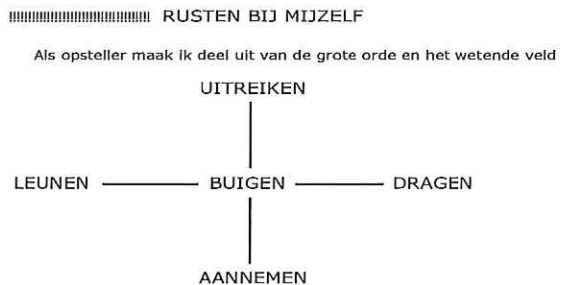 !!!!!!!!!!!!!!!!!!!!!!!!!!!!!!!!!!!!! RUSTEN BIJ MIJZELF
Als opsteller maak ik deel uit van de grote orde en het wetende veld
UITREIKEN
LEUNEN BUIGEN DRAGEN
AANNEMEN